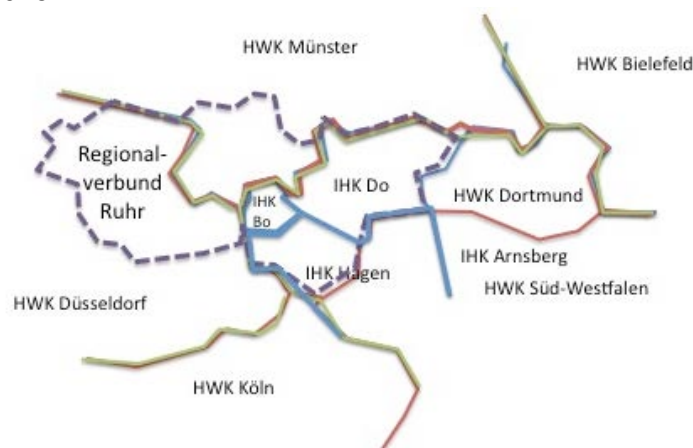 HWK Münster
HWK Bielefeld
Regional-
verbund
Ruhr
IHK Do
IHK
Bo
HWK Dortmund
IHK Arnsberg
IHK Hagen
HWK Süd-Westfalen
HWK Düsseldorf
HWK Köln